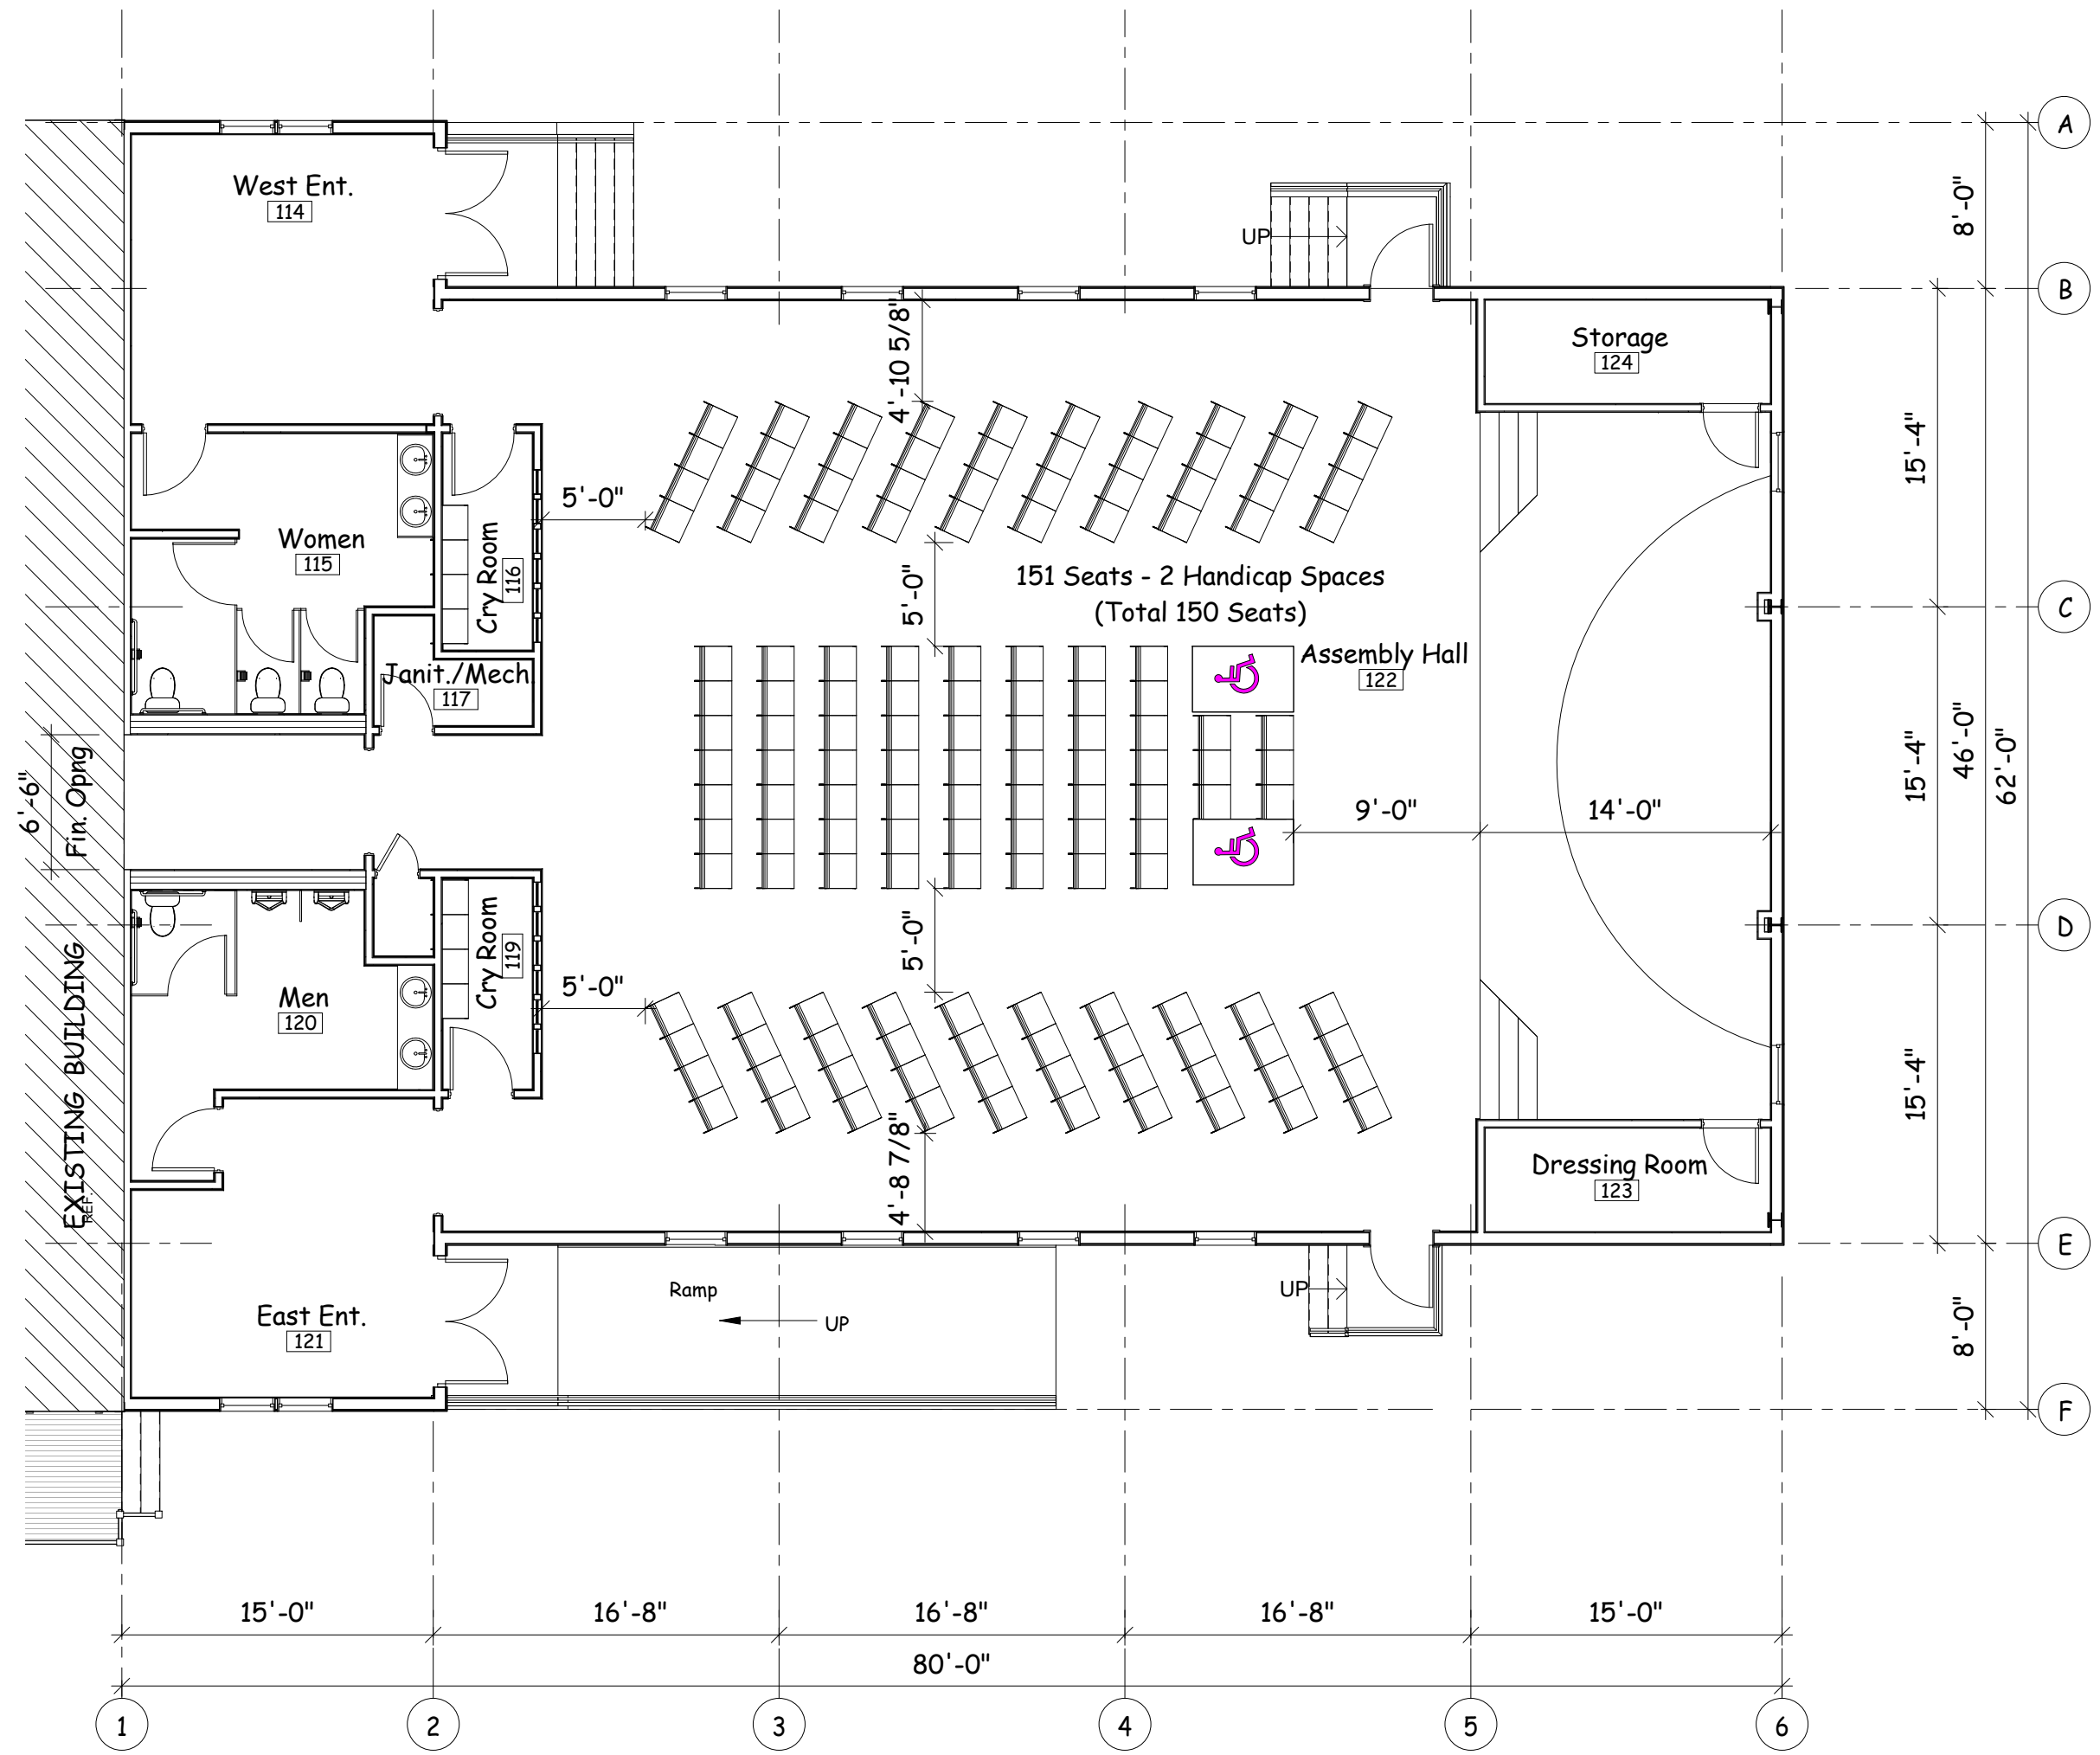 A
West Ent.
114
8'-0"
UP
B
4'-10 5/8"
Storage
124
15'-4"
5'-0"
Women
115
Cry Room
116
5'-0"
151 Seats - 2 Handicap Spaces
(Total 150 Seats)
C
Assembly Hall
122
Janit./Mech.
117
6'-6"
Fin. Opng
9'-0"
14'-0"
15'-4"
46'-0"
62'-0"
EXISTING BUILDING
REF.
Cry Room
119
5'-0"
D
5'-0"
Men
120
15'-4"
4'-8 7/8"
Dressing Room
123
E
Ramp
UP
UP
East Ent.
121
8'-0"
F
15'-0"
16'-8"
16'-8"
16'-8"
15'-0"
80'-0"
1
2
3
4
5
6